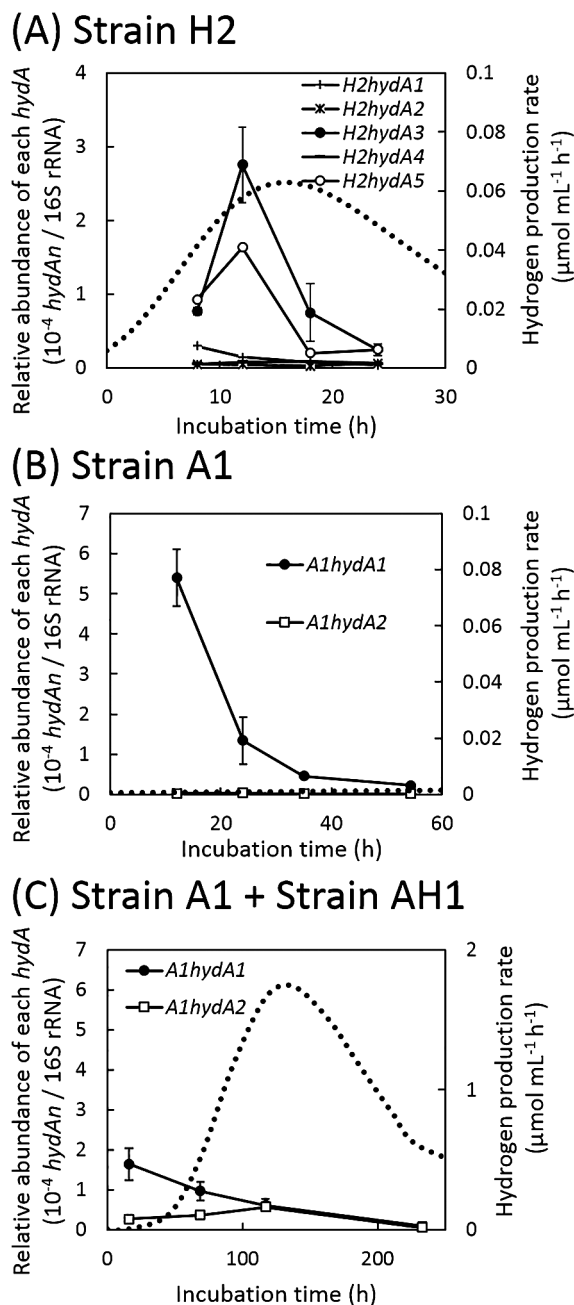 (A) Strain H2
Relative abundance of each hydA
(10⁻⁴ hydAn / 16S rRNA)
4
3
2
1
0
H2hydA1
H2hydA2
H2hydA3
H2hydA4
H2hydA5
0.1
0.08
0.06
0.04
0.02
0
Hydrogen production rate
(µmol mL⁻¹ h⁻¹)
0 10 20 30
Incubation time (h)
(B) Strain A1
Relative abundance of each hydA
(10⁻⁴ hydAn / 16S rRNA)
7
6
5
4
3
2
1
0
A1hydA1
A1hydA2
0.1
0.08
0.06
0.04
0.02
0
Hydrogen production rate
(µmol mL⁻¹ h⁻¹)
0 20 40 60
Incubation time (h)
(C) Strain A1 + Strain AH1
Relative abundance of each hydA
(10⁻⁴ hydAn / 16S rRNA)
7
6
5
4
3
2
1
0
A1hydA1
A1hydA2
2
1
0
Hydrogen production rate
(µmol mL⁻¹ h⁻¹)
0 100 200
Incubation time (h)